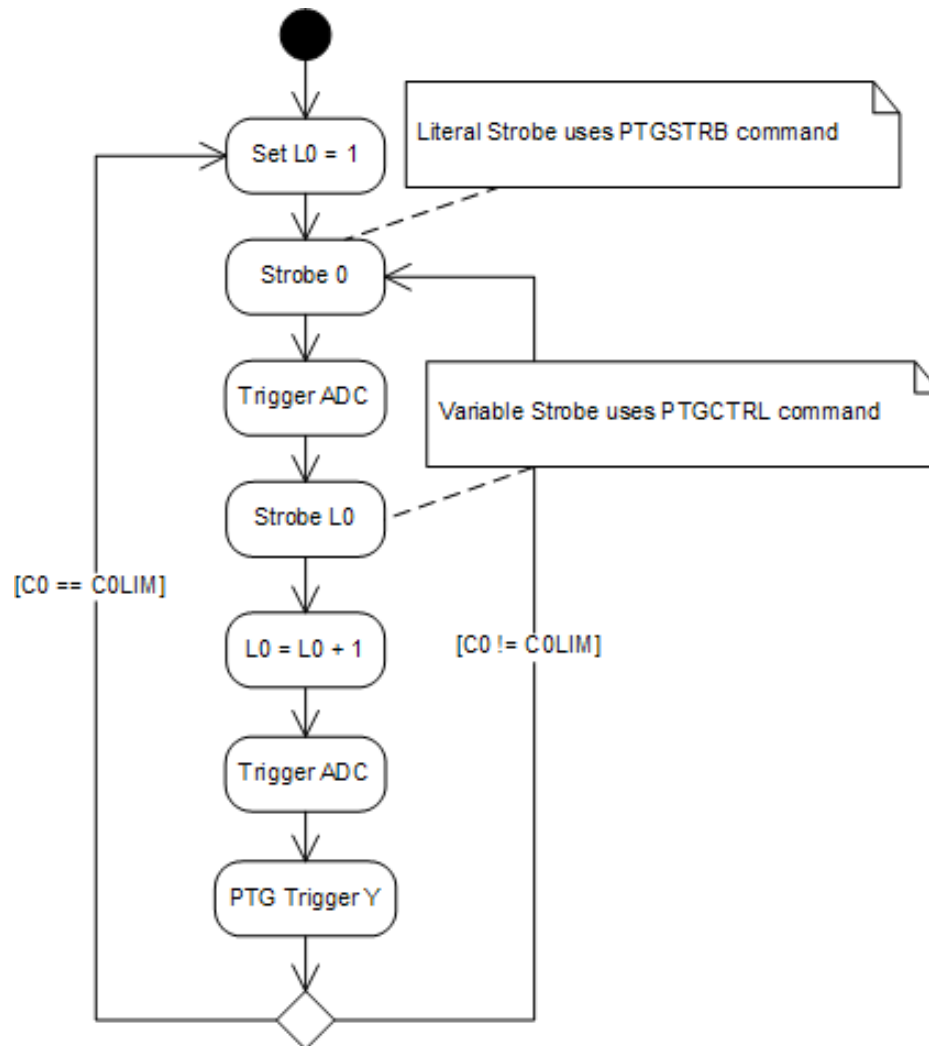 Literal Strobe uses PTGSTRB command
Set L0 = 1
Strobe 0
Trigger ADC
Variable Strobe uses PTGCTRL command
Strobe L0
[C0 == C0LIM]
L0 = L0 + 1
[C0 != C0LIM]
Trigger ADC
PTG Trigger Y